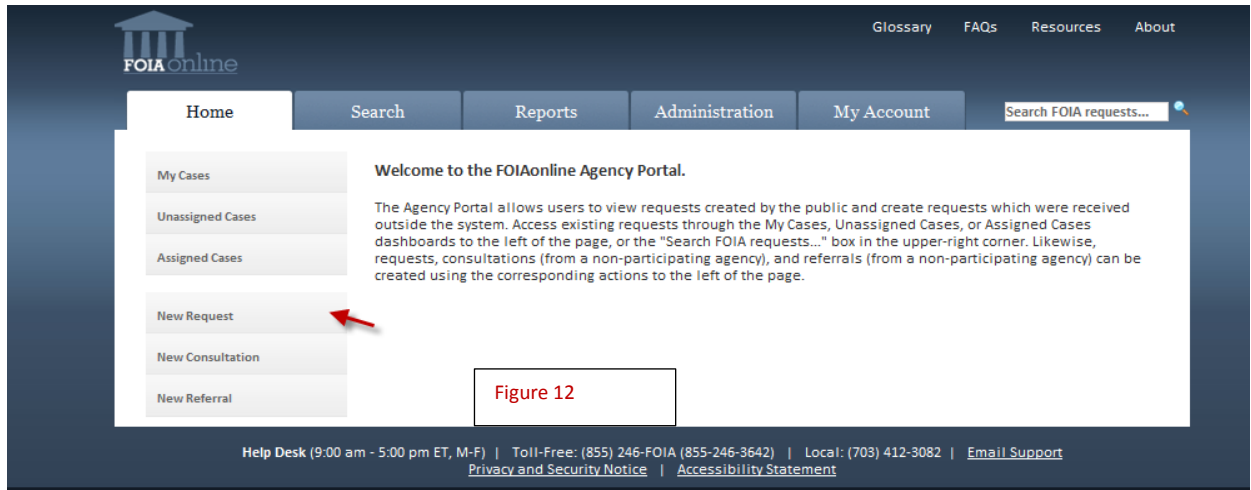 Glossary FAQs Resources About
FOIAonline
Home Search Reports Administration My Account Search FOIA requests...
My Cases
Unassigned Cases
Assigned Cases
New Request
New Consultation
New Referral
Welcome to the FOIAonline Agency Portal.
The Agency Portal allows users to view requests created by the public and create requests which were received
outside the system. Access existing requests through the My Cases, Unassigned Cases, or Assigned Cases
dashboards to the left of the page, or the "Search FOIA requests..." box in the upper-right corner. Likewise,
requests, consultations (from a non-participating agency), and referrals (from a non-participating agency) can be
created using the corresponding actions to the left of the page.
Figure 12
Help Desk (9:00 am - 5:00 pm ET, M-F) | Toll-Free: (855) 246-FOIA (855-246-3642) | Local: (703) 412-3082 | Email Support
Privacy and Security Notice | Accessibility Statement